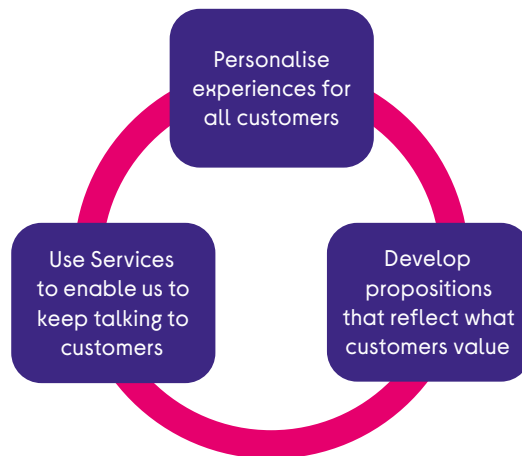 Personalise
experiences for
all customers
Use Services
to enable us to
keep talking to
customers
Develop
propositions
that reflect what
customers value